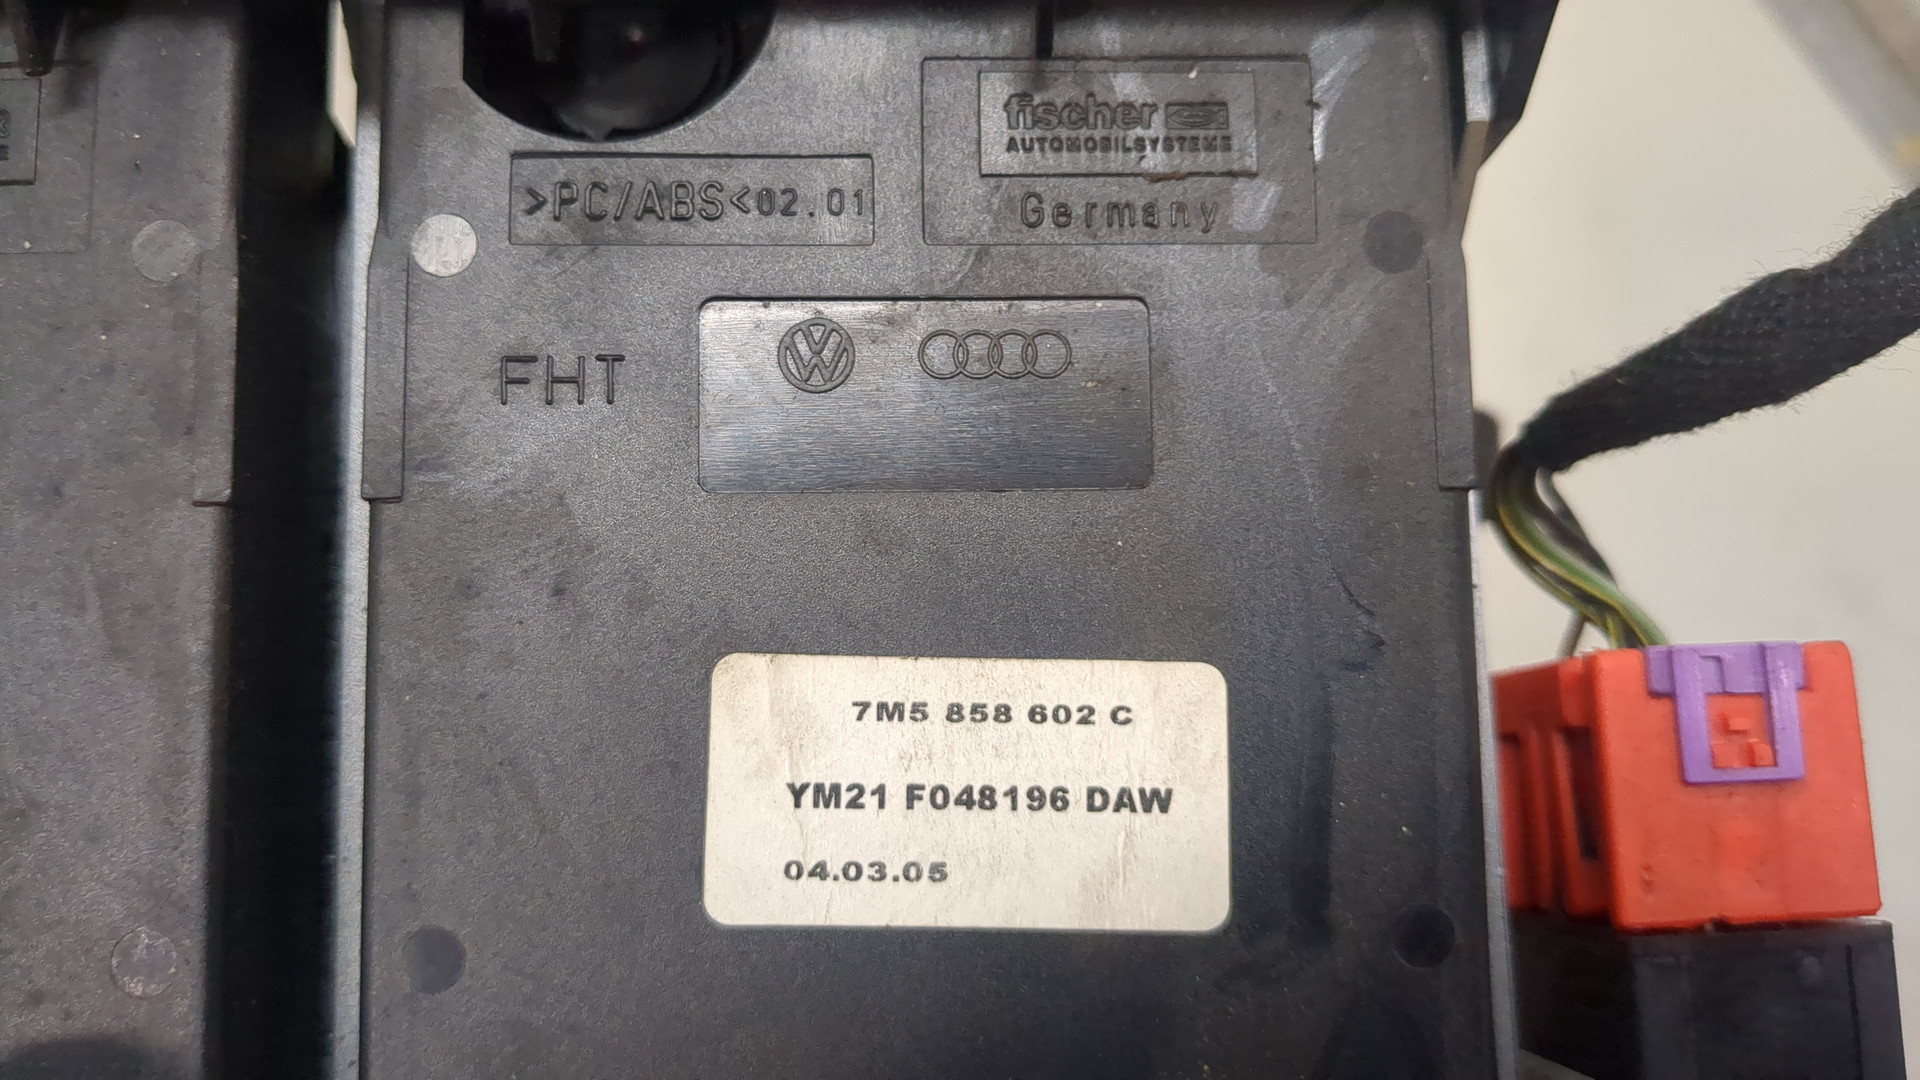 fischer
AUTOMOBILSYSTEME
Germany
>PC/ABS<02.01
FHT
7M5 858 602 C
YM21 F048196 DAW
04.03.05